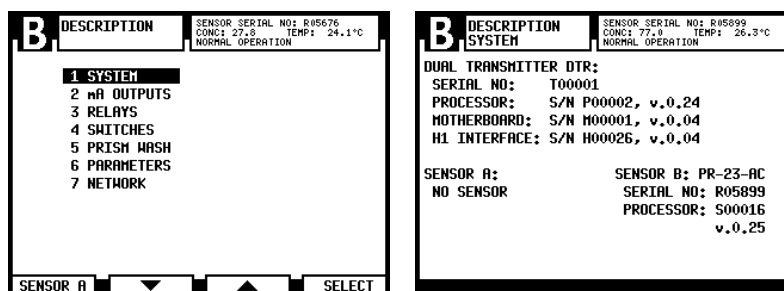 B DESCRIPTION
SENSOR SERIAL NO: R05676
CONC: 27.8 TEMP: 24.1°C
NORMAL OPERATION
1 SYSTEM
2 mA OUTPUTS
3 RELAYS
4 SWITCHES
5 PRISM WASH
6 PARAMETERS
7 NETWORK
SENSOR A SELECT
B DESCRIPTION
SYSTEM
SENSOR SERIAL NO: R05899
CONC: 77.0 TEMP: 26.3°C
NORMAL OPERATION
DUAL TRANSMITTER DTR:
SERIAL NO: T00001
PROCESSOR: S/N P00002, v.0.24
MOTHERBOARD: S/N M00001, v.0.04
H1 INTERFACE: S/N H00026, v.0.04
SENSOR A:
NO SENSOR
SENSOR B: PR-23-AC
SERIAL NO: R05899
PROCESSOR: S00016
v.0.25